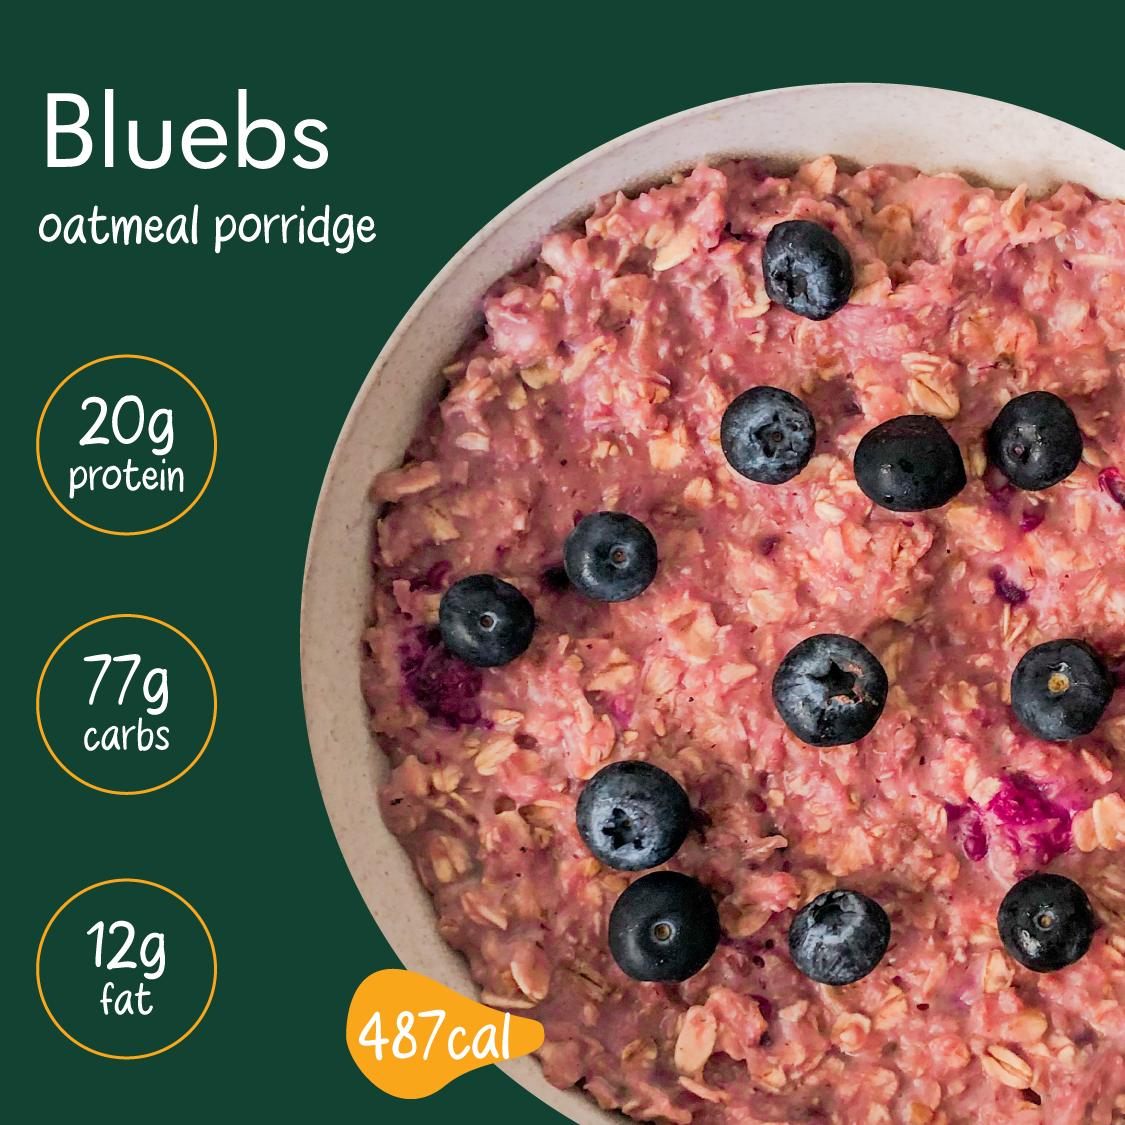 Bluebs
oatmeal porridge
20g
protein
77g
carbs
12g
fat
487cal